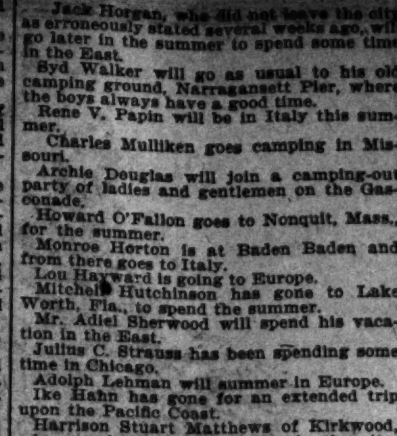 Jack Horgan, who did not leave the city
as erroneously stated several weeks ago, will
go later in the summer to spend some time
in the East.
Syd Walker will go as usual to his old
camping ground, Narragansett Pier, where
the boys always have a good time.
Rene V. Papin will be in Italy this sum-
mer.
Charles Mulliken goes camping in Mis-
souri.
Archie Douglas will join a camping-out
party of ladies and gentlemen on the Gas-
conade.
Howard O'Fallon goes to Nonquit, Mass.,
for the summer.
Monroe Horton is at Baden Baden and
from there goes to Italy.
Lou Hayward is going to Europe.
Mitchell Hutchinson has gone to Lake
Worth, Fla., to spend the summer.
Mr. Adiel Sherwood will spend his vaca-
tion in the East.
Julius C. Strauss has been spending some
time in Chicago.
Adolph Lehman will summer in Europe.
Ike Hahn has gone for an extended trip
upon the Pacific Coast.
Harrison Stuart Matthews of Kirkwood,